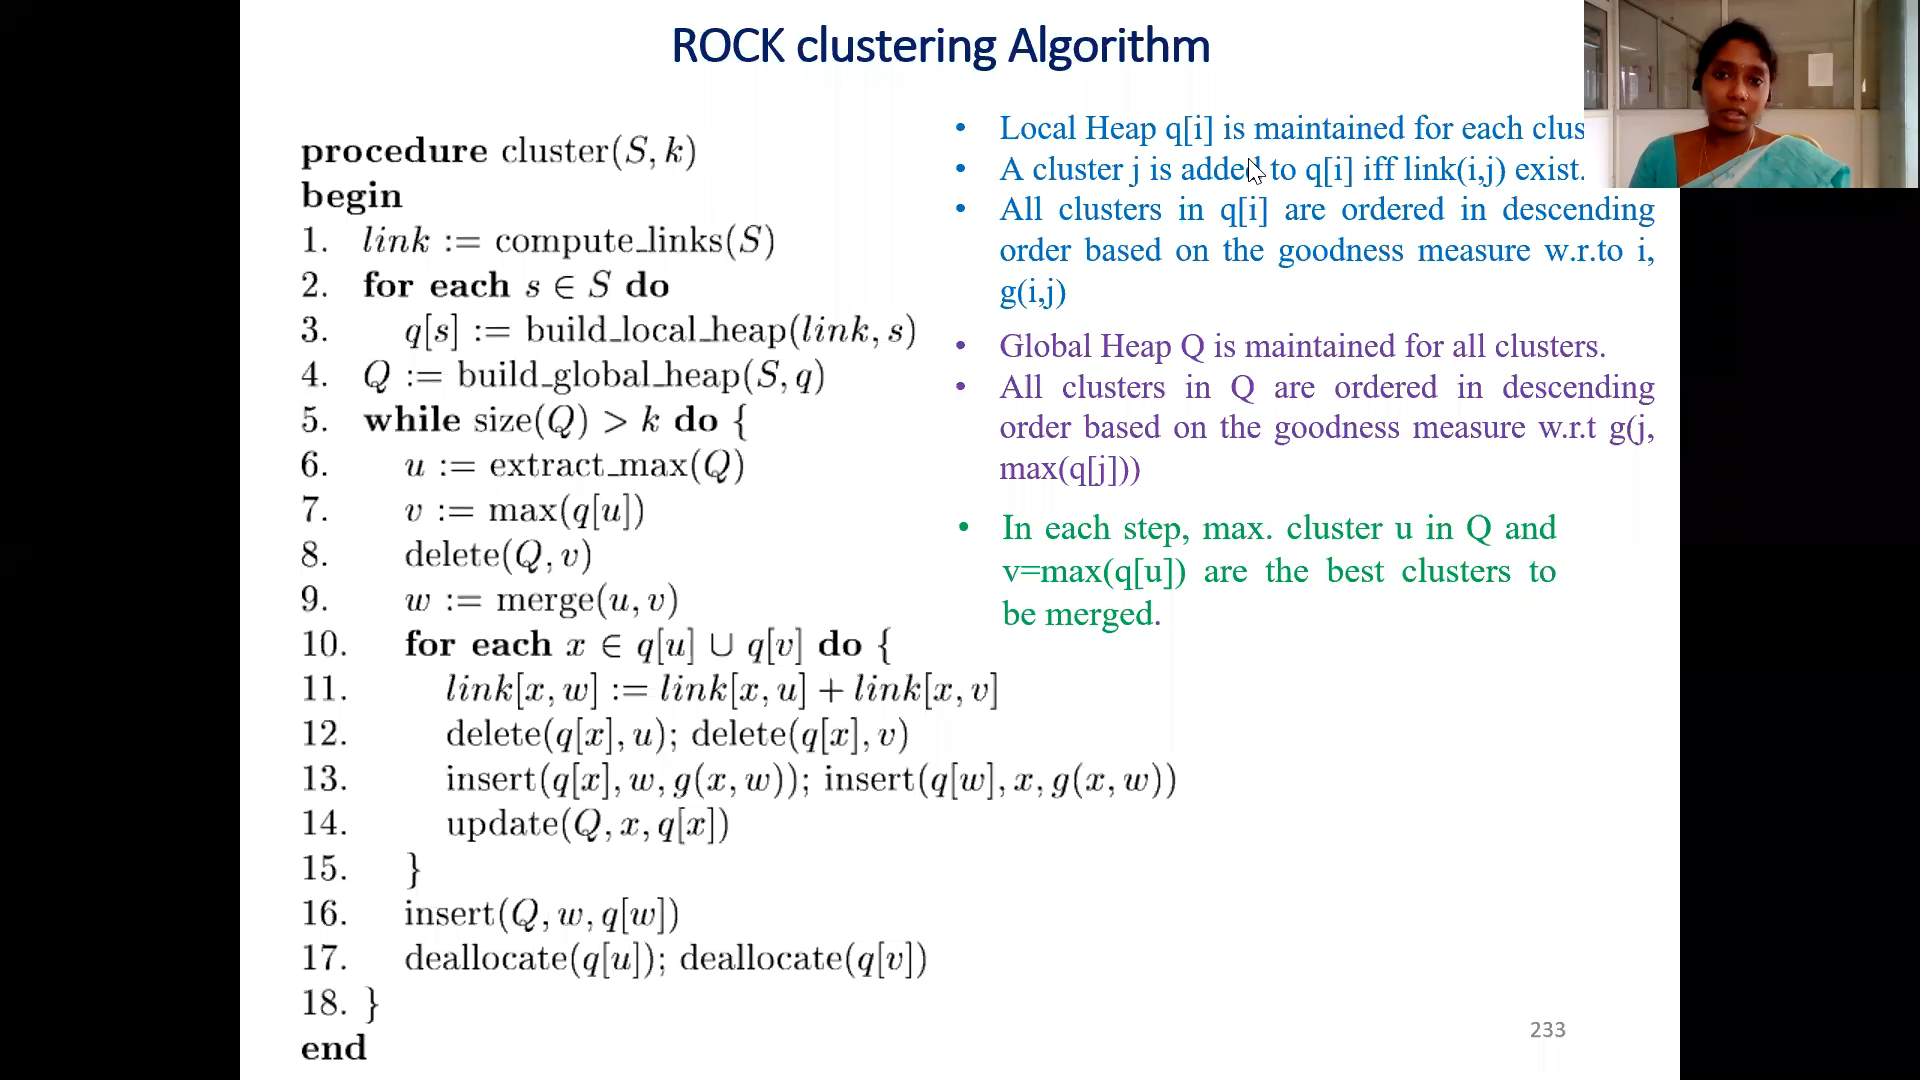 ROCK clustering Algorithm
procedure cluster(S, k)
begin
1. link := compute_links(S)
2. for each s ∈ S do
3. q[s] := build_local_heap(link, s)
4. Q := build_global_heap(S, q)
5. while size(Q) > k do {
6. u := extract_max(Q)
7. v := max(q[u])
8. delete(Q, v)
9. w := merge(u, v)
10. for each x ∈ q[u] ∪ q[v] do {
11. link[x, w] := link[x, u] + link[x, v]
12. delete(q[x], u); delete(q[x], v)
13. insert(q[x], w, g(x, w)); insert(q[w], x, g(x, w))
14. update(Q, x, q[x])
15. }
16. insert(Q, w, q[w])
17. deallocate(q[u]); deallocate(q[v])
18. }
end
• Local Heap q[i] is maintained for each clus
• A cluster j is added to q[i] iff link(i,j) exist.
• All clusters in q[i] are ordered in descending
order based on the goodness measure w.r.to i,
g(i,j)
• Global Heap Q is maintained for all clusters.
• All clusters in Q are ordered in descending
order based on the goodness measure w.r.t g(j,
max(q[j]))
• In each step, max. cluster u in Q and
v=max(q[u]) are the best clusters to
be merged.
233